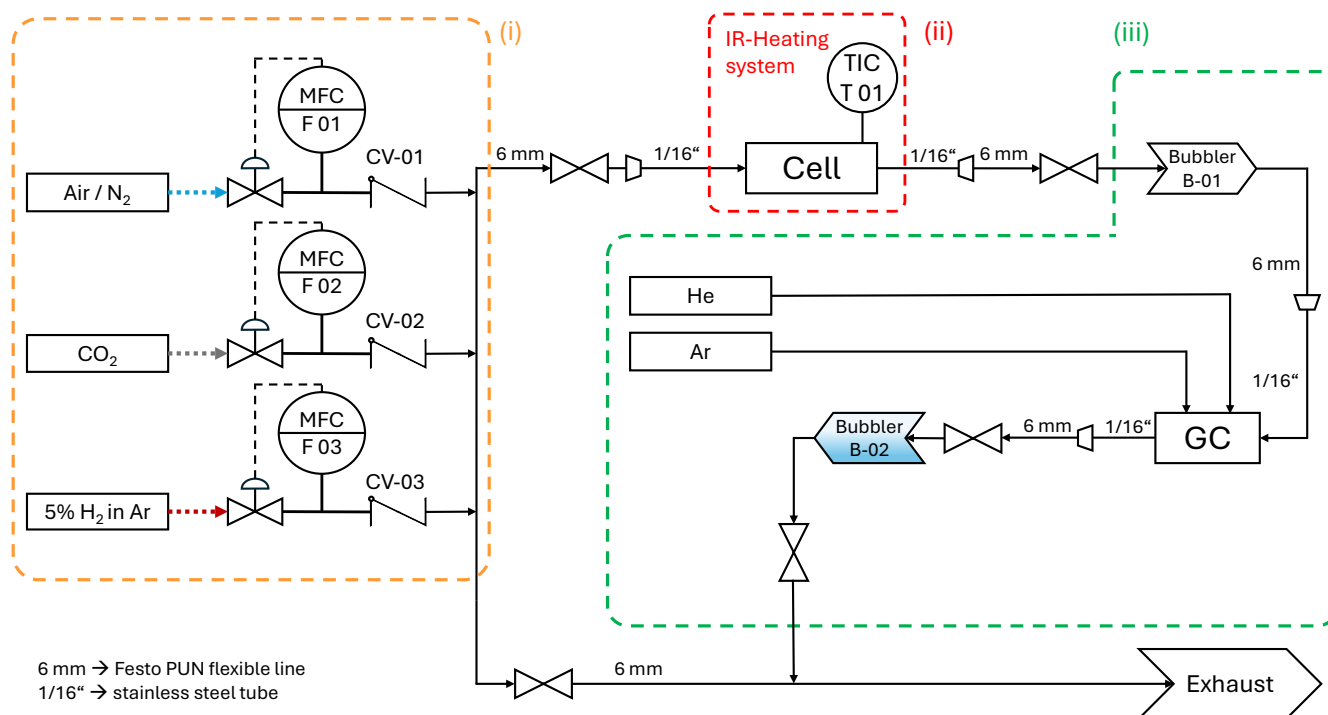 (i)
(ii)
(iii)
IR-Heating
system
TIC
T 01
MFC
F 01
CV-01
Air / N₂
6 mm
1/16“
Cell
1/16“
6 mm
Bubbler
B-01
MFC
F 02
CV-02
CO₂
6 mm
He
Ar
1/16“
MFC
F 03
CV-03
5% H₂ in Ar
Bubbler
B-02
6 mm
1/16“
GC
6 mm → Festo PUN flexible line
1/16“ → stainless steel tube
6 mm
Exhaust